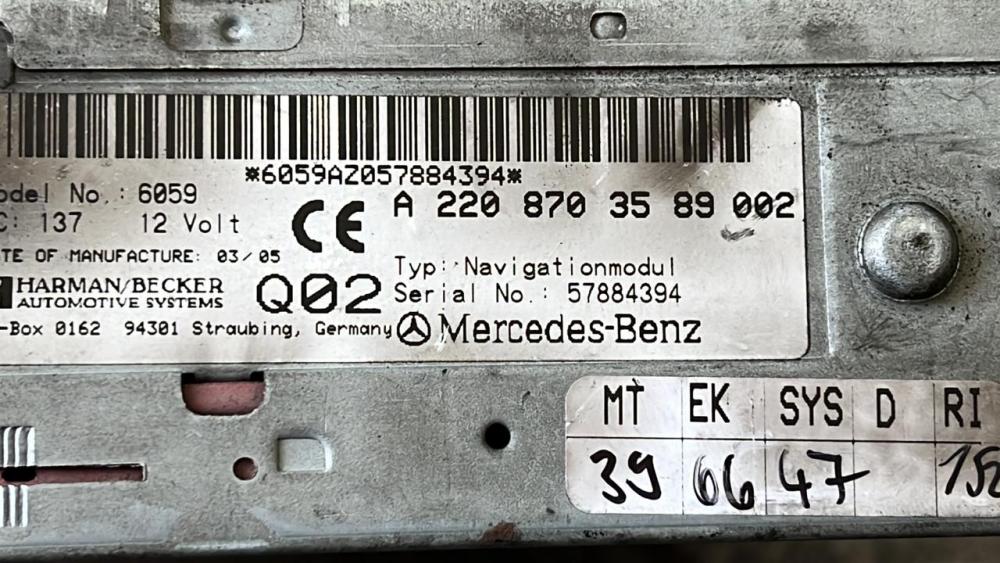 *6059AZ057884394*
odel No.: 6059
C: 137 12 Volt
CE
A 220 870 35 89 002
TE OF MANUFACTURE: 03/05
HARMAN/BECKER
AUTOMOTIVE SYSTEMS
Q02
Typ: Navigationmodul
Serial No.: 57884394
-Box 0162 94301 Straubing, Germany
Mercedes-Benz
MT EK SYS D RI
39 66 47